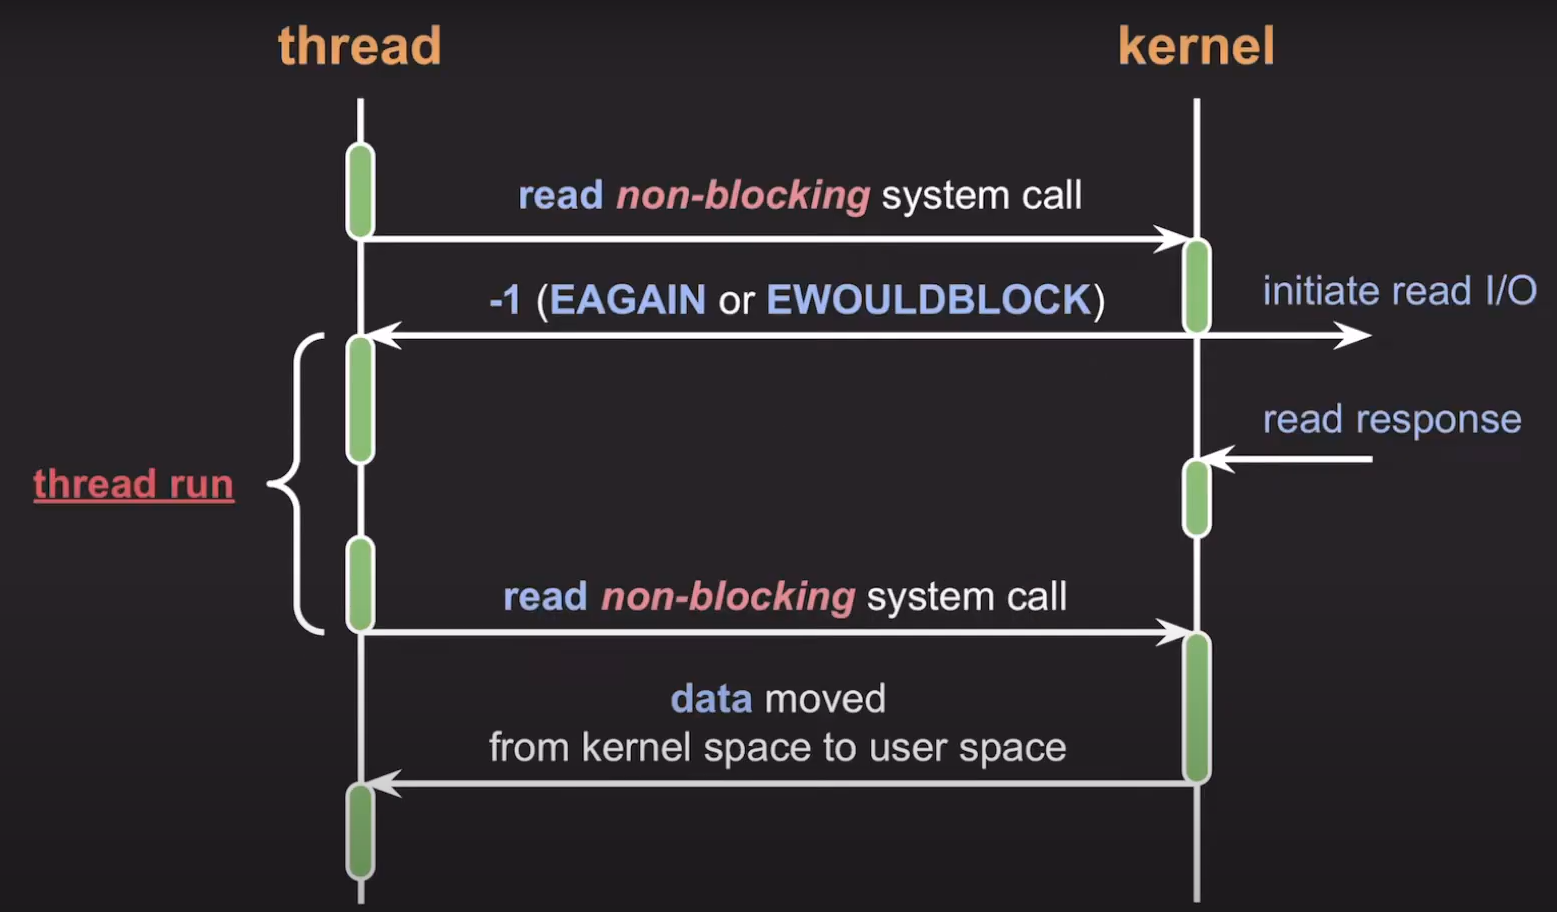 thread
kernel
read non-blocking system call
-1 (EAGAIN or EWOULDBLOCK)
initiate read I/O
read response
thread run
read non-blocking system call
data moved
from kernel space to user space